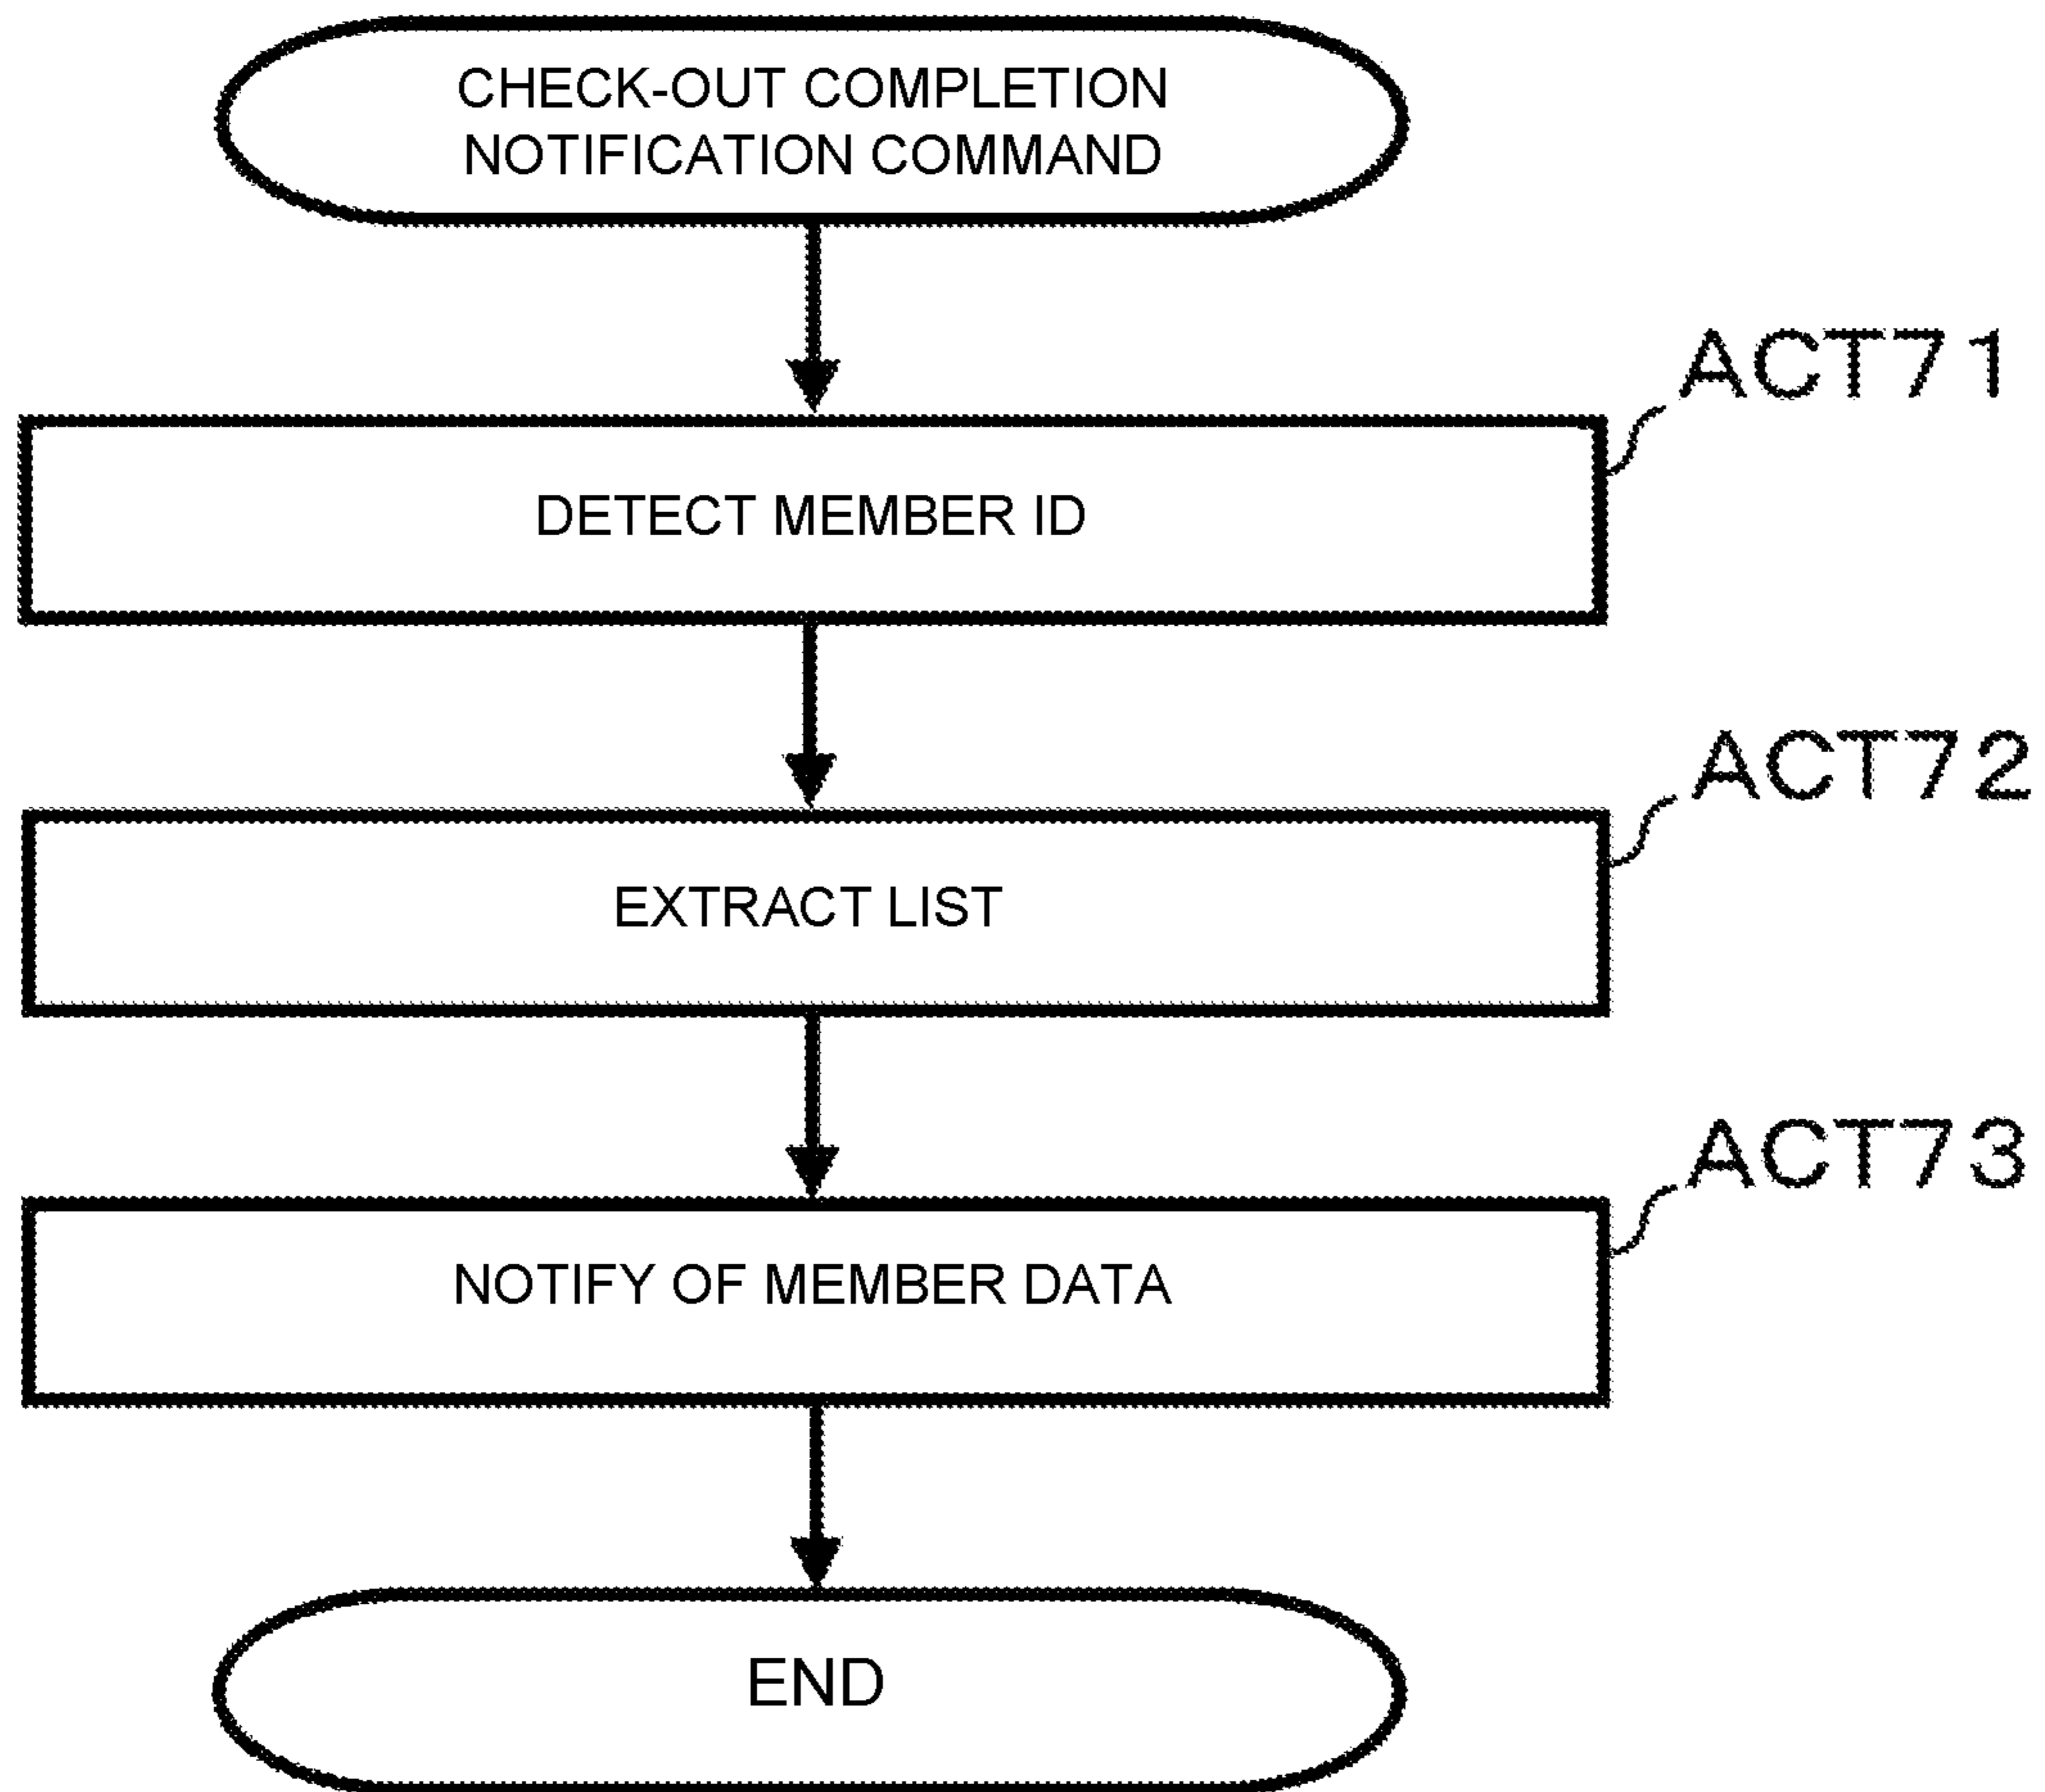 CHECK-OUT COMPLETION
NOTIFICATION COMMAND
ACT71
DETECT MEMBER ID
ACT72
EXTRACT LIST
ACT73
NOTIFY OF MEMBER DATA
END